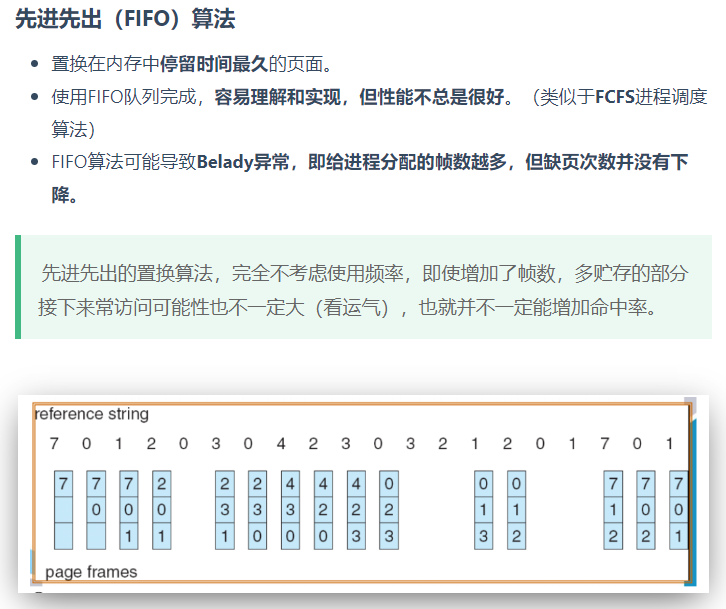 先进先出（FIFO）算法
置换在内存中停留时间最久的页面。
使用FIFO队列完成，容易理解和实现，但性能不总是很好。（类似于FCFS进程调度
算法）
FIFO算法可能导致Belady异常，即给进程分配的帧数越多，但缺页次数并没有下
降。
先进先出的置换算法，完全不考虑使用频率，即使增加了帧数，多贮存的部分
接下来常访问可能性也不一定大（看运气），也就并不一定能增加命中率。
reference string
7 0 1 2 0 3 0 4 2 3 0 3 2 1 2 0 1 7 0 1
7 7 7 2 2 2 4 4 4 0 0 0 7 7 7
0 0 0 3 3 3 2 2 2 1 1 1 0 0
1 1 1 0 0 0 3 3 3 2 2 2 1
page frames